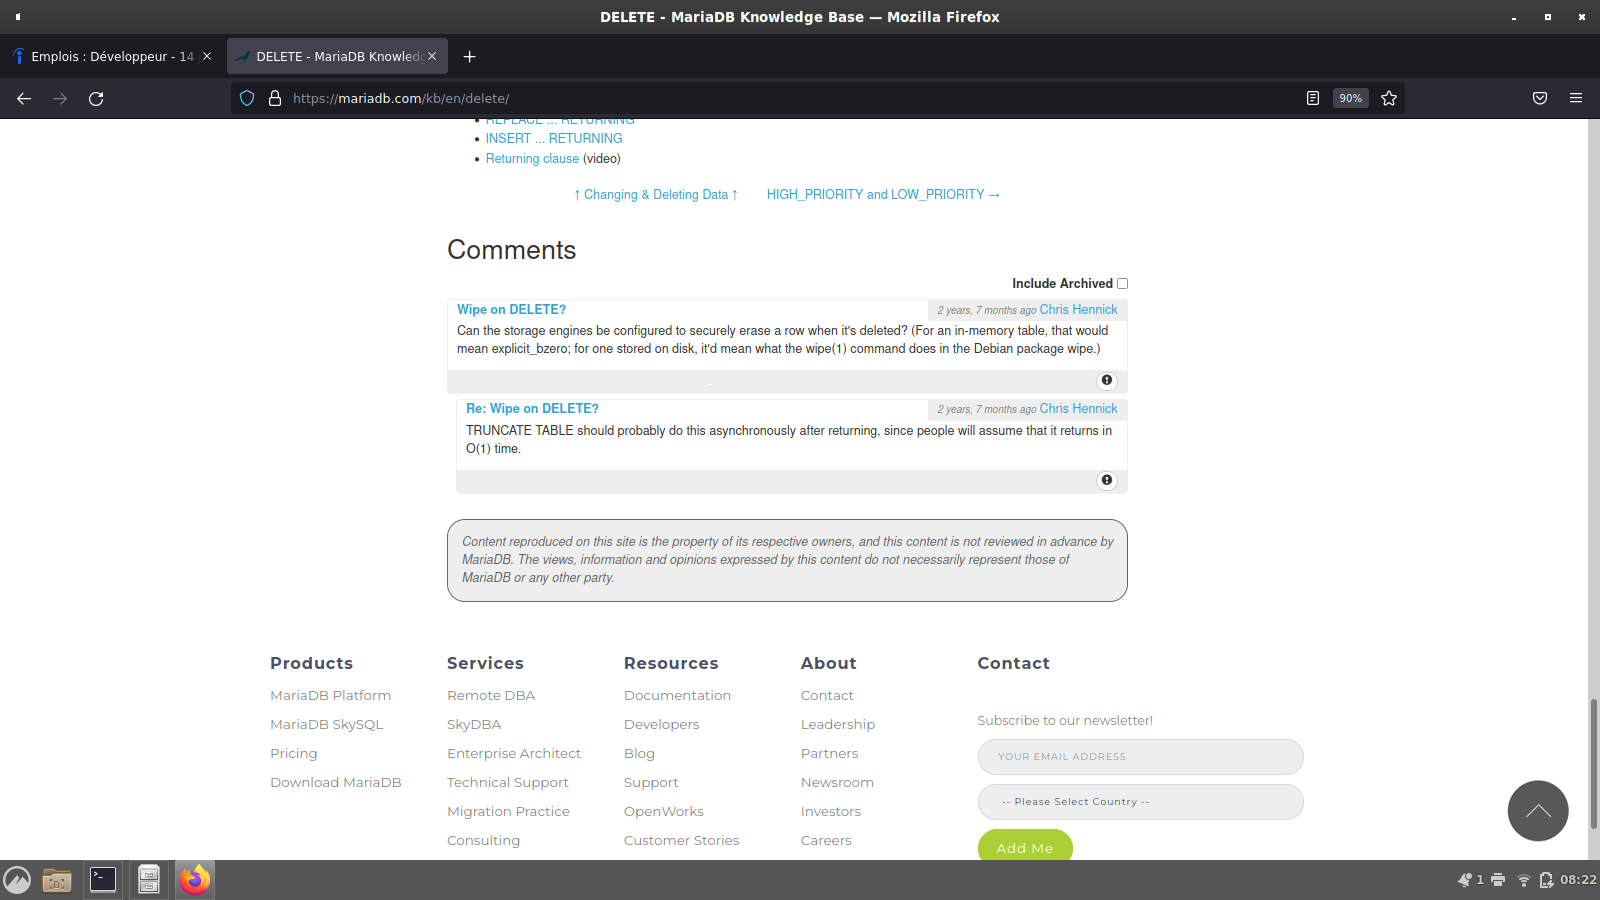 DELETE - MariaDB Knowledge Base — Mozilla Firefox
Emplois : Développeur - 14
DELETE - MariaDB Knowled
https://mariadb.com/kb/en/delete/
90%
REPLACE ... RETURNING
INSERT ... RETURNING
Returning clause (video)
↑ Changing & Deleting Data ↑ HIGH_PRIORITY and LOW_PRIORITY →
Comments
Include Archived
Wipe on DELETE? 2 years, 7 months ago Chris Hennick
Can the storage engines be configured to securely erase a row when it's deleted? (For an in-memory table, that would
mean explicit_bzero; for one stored on disk, it'd mean what the wipe(1) command does in the Debian package wipe.)
Re: Wipe on DELETE? 2 years, 7 months ago Chris Hennick
TRUNCATE TABLE should probably do this asynchronously after returning, since people will assume that it returns in
O(1) time.
Content reproduced on this site is the property of its respective owners, and this content is not reviewed in advance by
MariaDB. The views, information and opinions expressed by this content do not necessarily represent those of
MariaDB or any other party.
Products
MariaDB Platform
MariaDB SkySQL
Pricing
Download MariaDB
Services
Remote DBA
SkyDBA
Enterprise Architect
Technical Support
Migration Practice
Consulting
Resources
Documentation
Developers
Blog
Support
OpenWorks
Customer Stories
About
Contact
Leadership
Partners
Newsroom
Investors
Careers
Contact
Subscribe to our newsletter!
YOUR EMAIL ADDRESS
-- Please Select Country --
Add Me
1
08:22